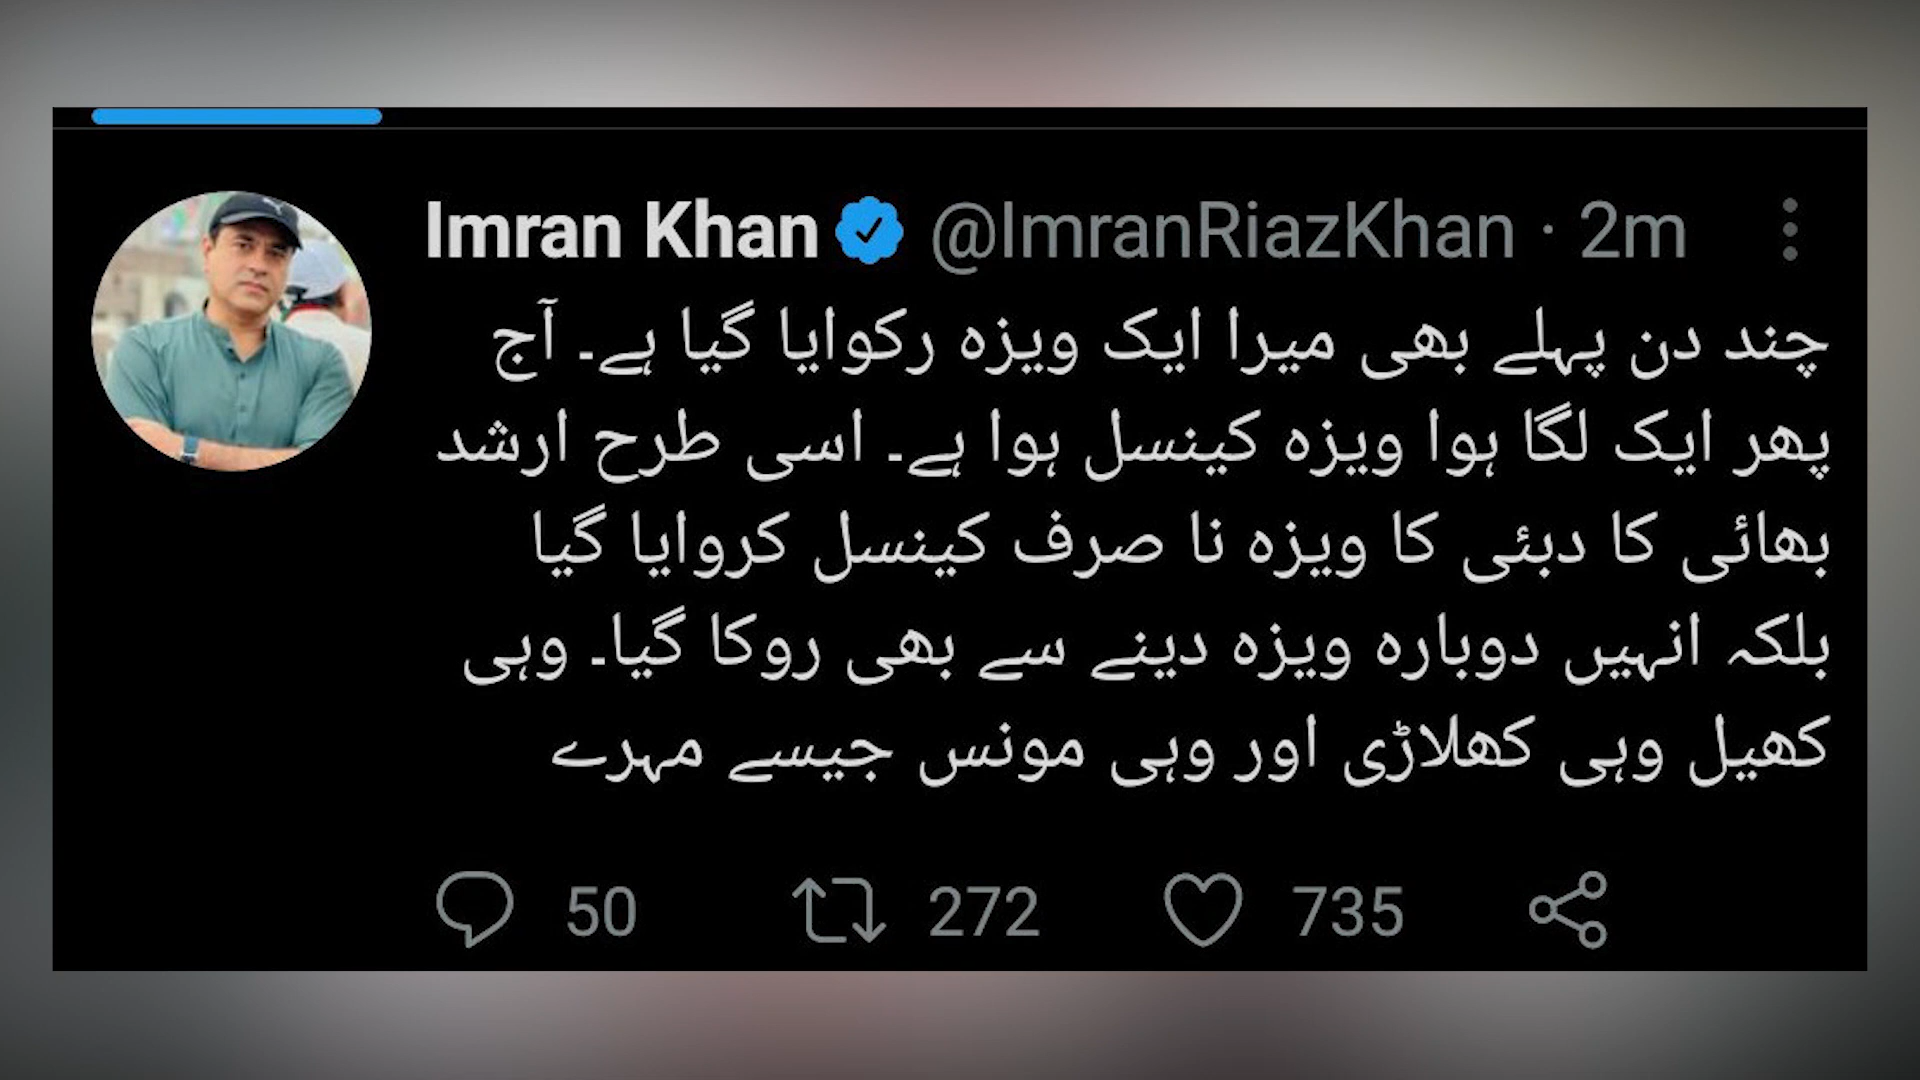 Imran Khan @ImranRiazKhan · 2m
چند دن پہلے بھی میرا ایک ویزہ رکوایا گیا ہے۔ آج
پھر ایک لگا ہوا ویزہ کینسل ہوا ہے۔ اسی طرح ارشد
بھائی کا دبئی کا ویزہ نا صرف کینسل کروایا گیا
بلکہ انہیں دوبارہ ویزہ دینے سے بھی روکا گیا۔ وہی
کھیل وہی کھلاڑی اور وہی مونس جیسے مہرے
50 272 735